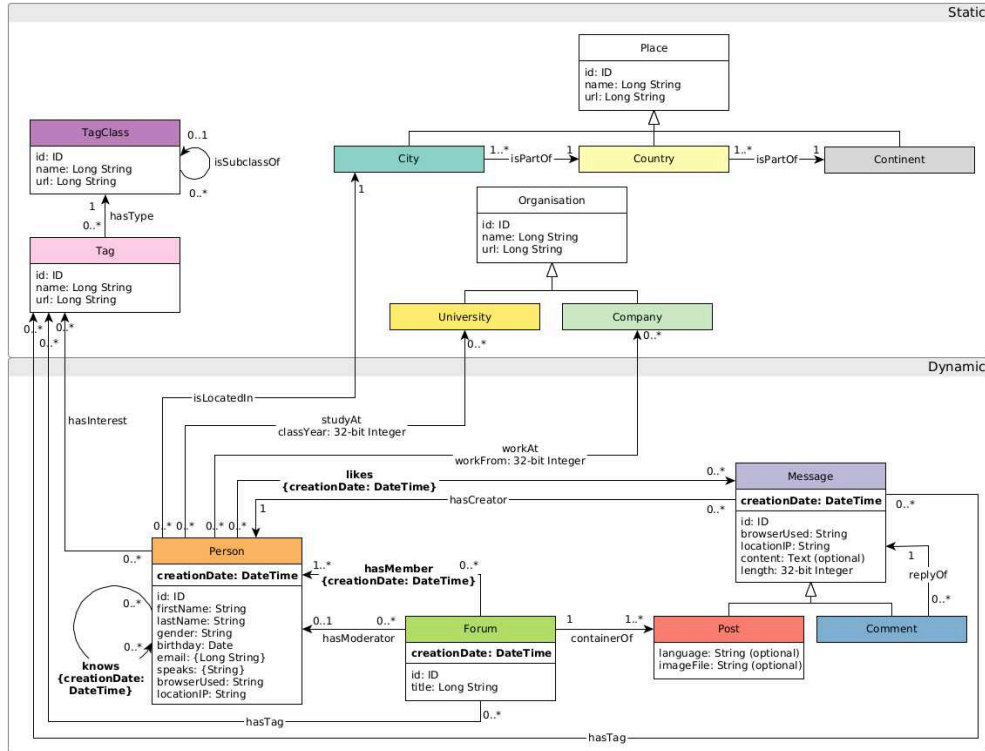 Static
Place
id: ID
name: Long String
url: Long String
TagClass
id: ID
name: Long String
url: Long String
0..1
isSubclassOf
0..*
City
1..*
isPartOf
1
Country
1..*
isPartOf
1
Continent
1
1
hasType
0..*
Organisation
id: ID
name: Long String
url: Long String
Tag
id: ID
name: Long String
url: Long String
University
Company
0..*
0..*
0..*
0..*
0..*
Dynamic
isLocatedIn
hasInterest
studyAt
classYear: 32-bit Integer
workAt
workFrom: 32-bit Integer
likes
{creationDate: DateTime}
0..*
hasCreator
0..*
1
0..*
0..*
0..*
0..*
0..*
Message
creationDate: DateTime
id: ID
browserUsed: String
locationIP: String
content: Text (optional)
length: 32-bit Integer
0..*
1
replyOf
0..*
Person
creationDate: DateTime
id: ID
firstName: String
lastName: String
gender: String
birthday: Date
email: {Long String}
speaks: {String}
browserUsed: String
locationIP: String
0..*
0..*
knows
{creationDate:
DateTime}
1..*
hasMember
{creationDate: DateTime}
0..*
0..1
hasModerator
0..*
Forum
creationDate: DateTime
id: ID
title: Long String
1
containerOf
1..*
Post
language: String (optional)
imageFile: String (optional)
Comment
0..*
hasTag
hasTag